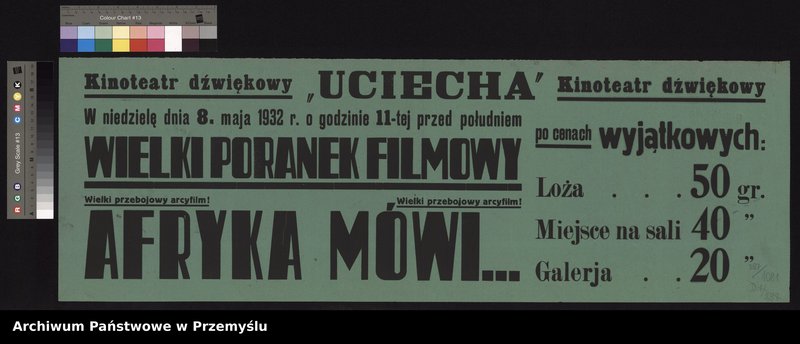 Colour Chart #13
Grey Scale #13
R G B C M Y K
Kinoteatr dźwiękowy „UCIECHA” Kinoteatr dźwiękowy
W niedzielę dnia 8. maja 1932 r. o godzinie 11-tej przed południem
WIELKI PORANEK FILMOWY
Wielki przebojowy arcyfilm! Wielki przebojowy arcyfilm!
AFRYKA MÓWI...
po cenach wyjątkowych:
Loża . . . 50 gr.
Miejsce na sali 40 ”
Galerja . . 20 ”
Archiwum Państwowe w Przemyślu